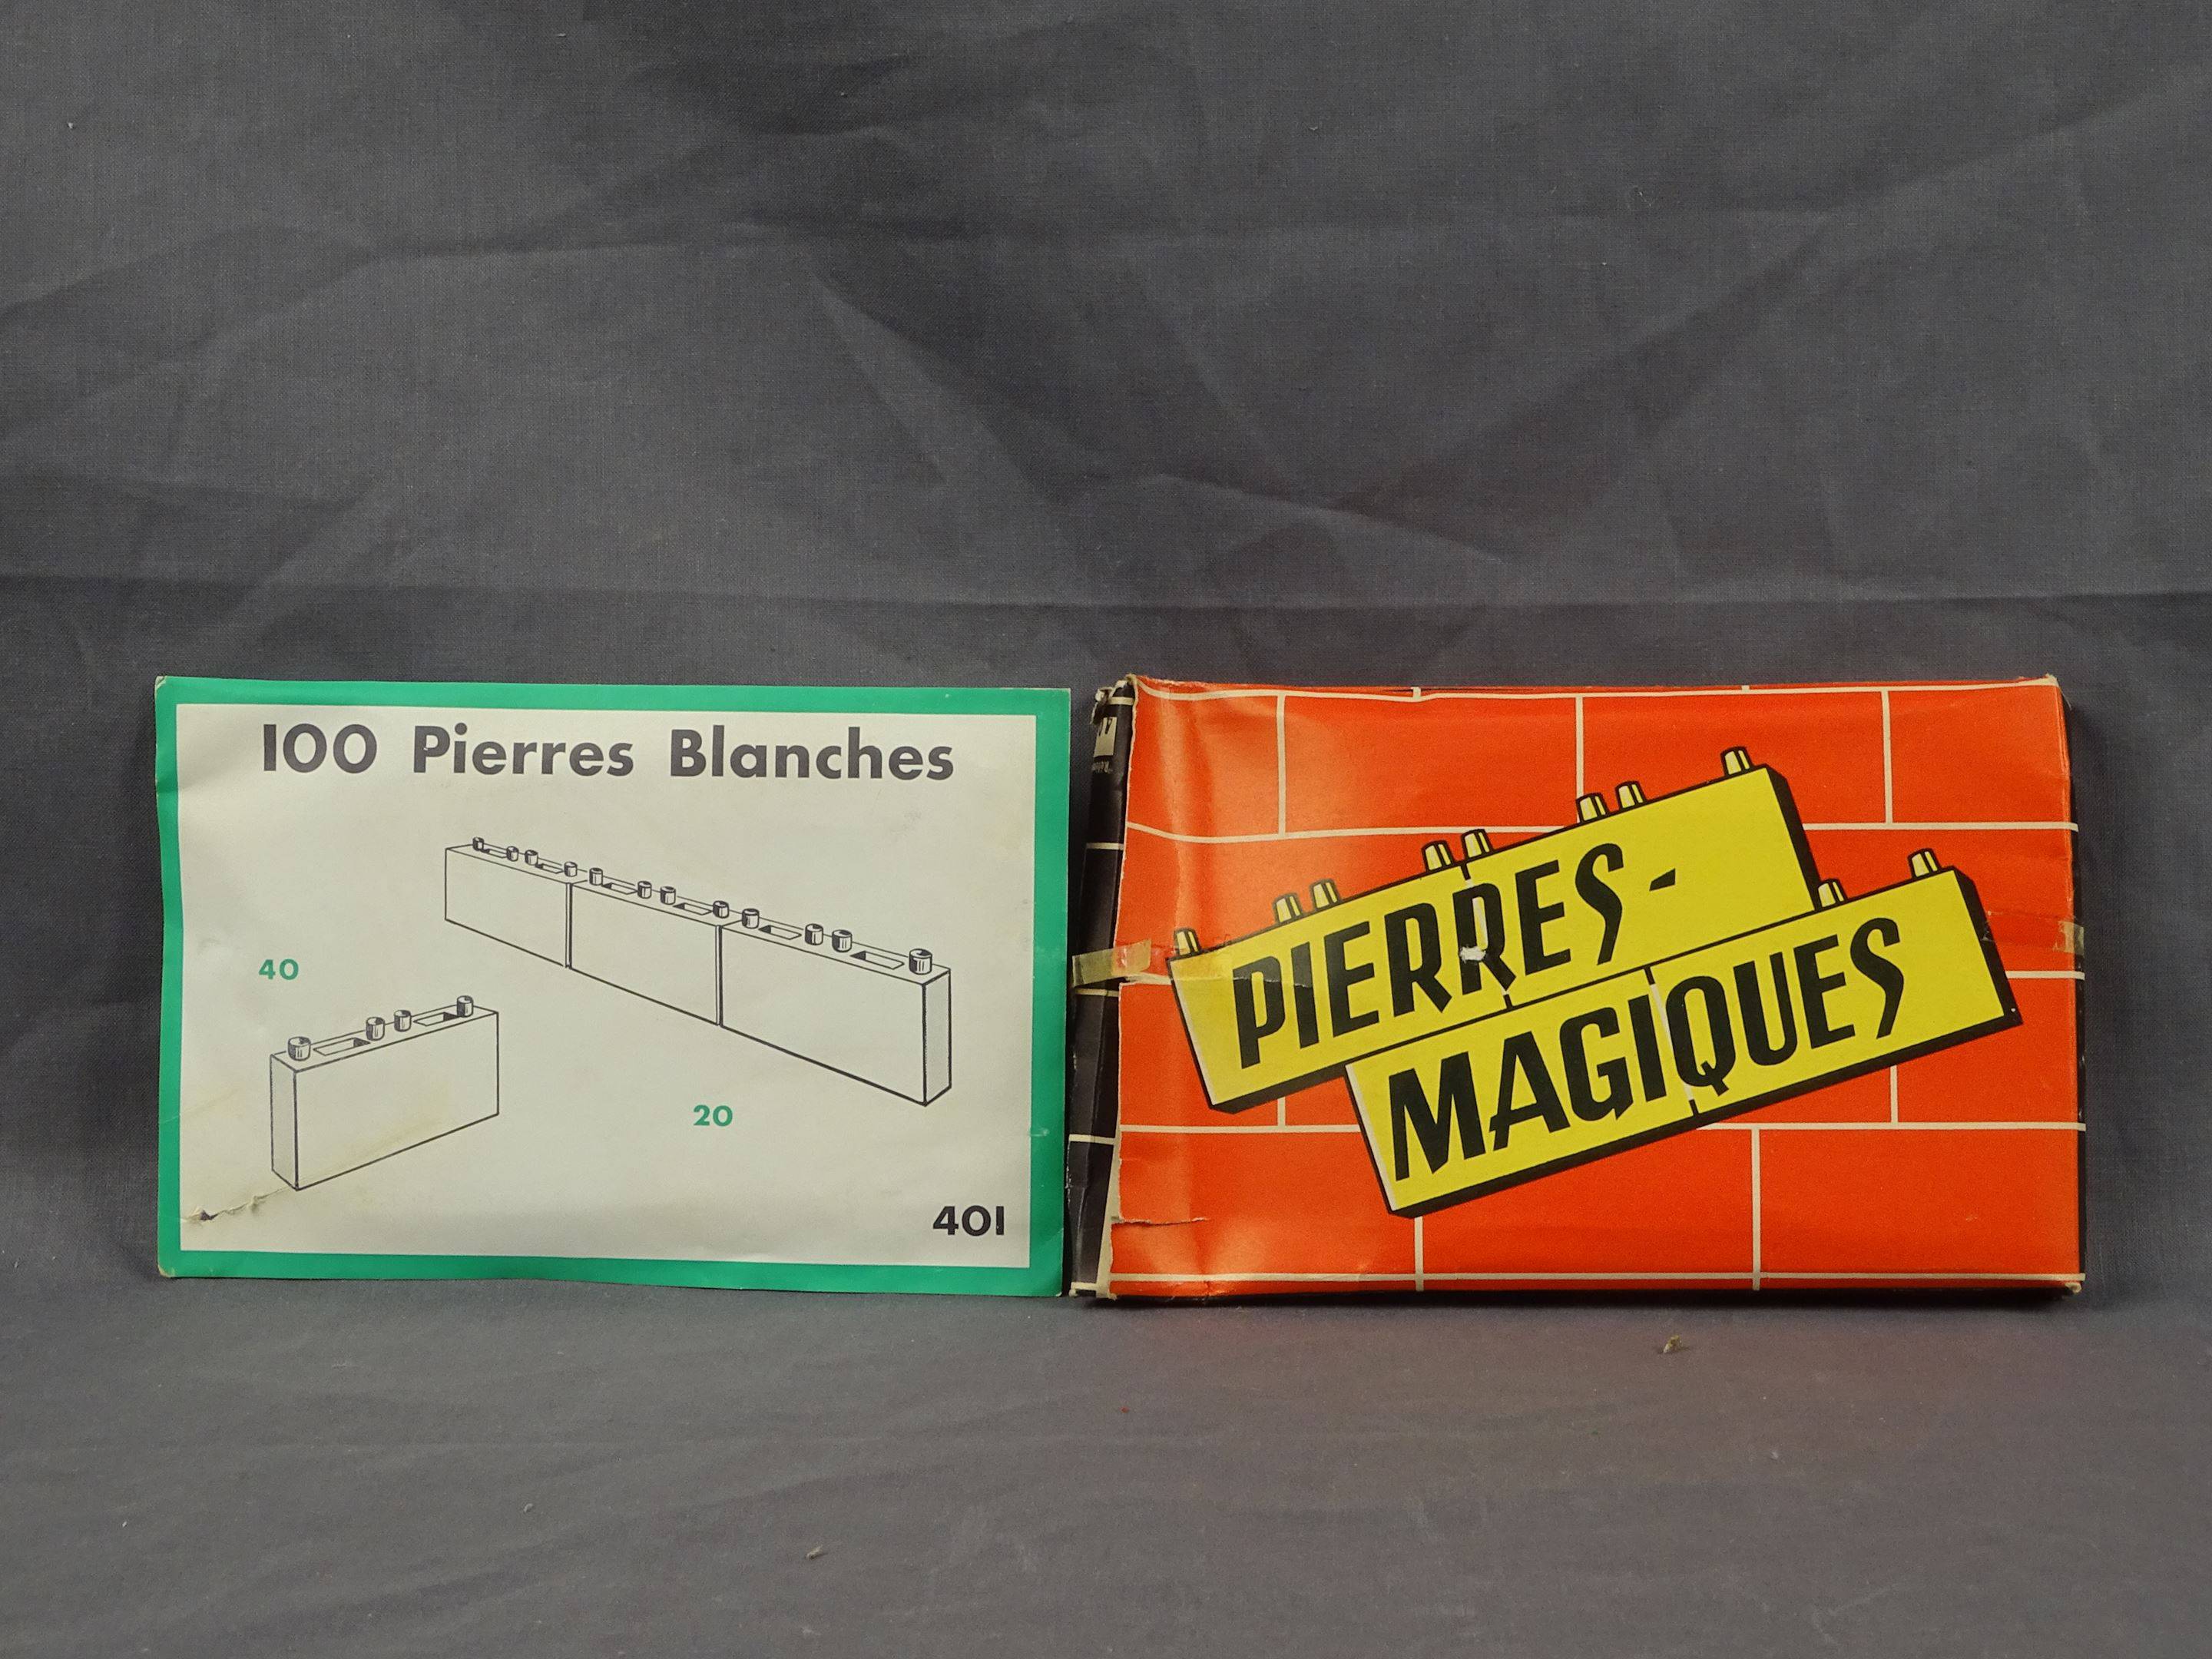 100 Pierres Blanches
40
20
401
PIERRES-
MAGIQUES